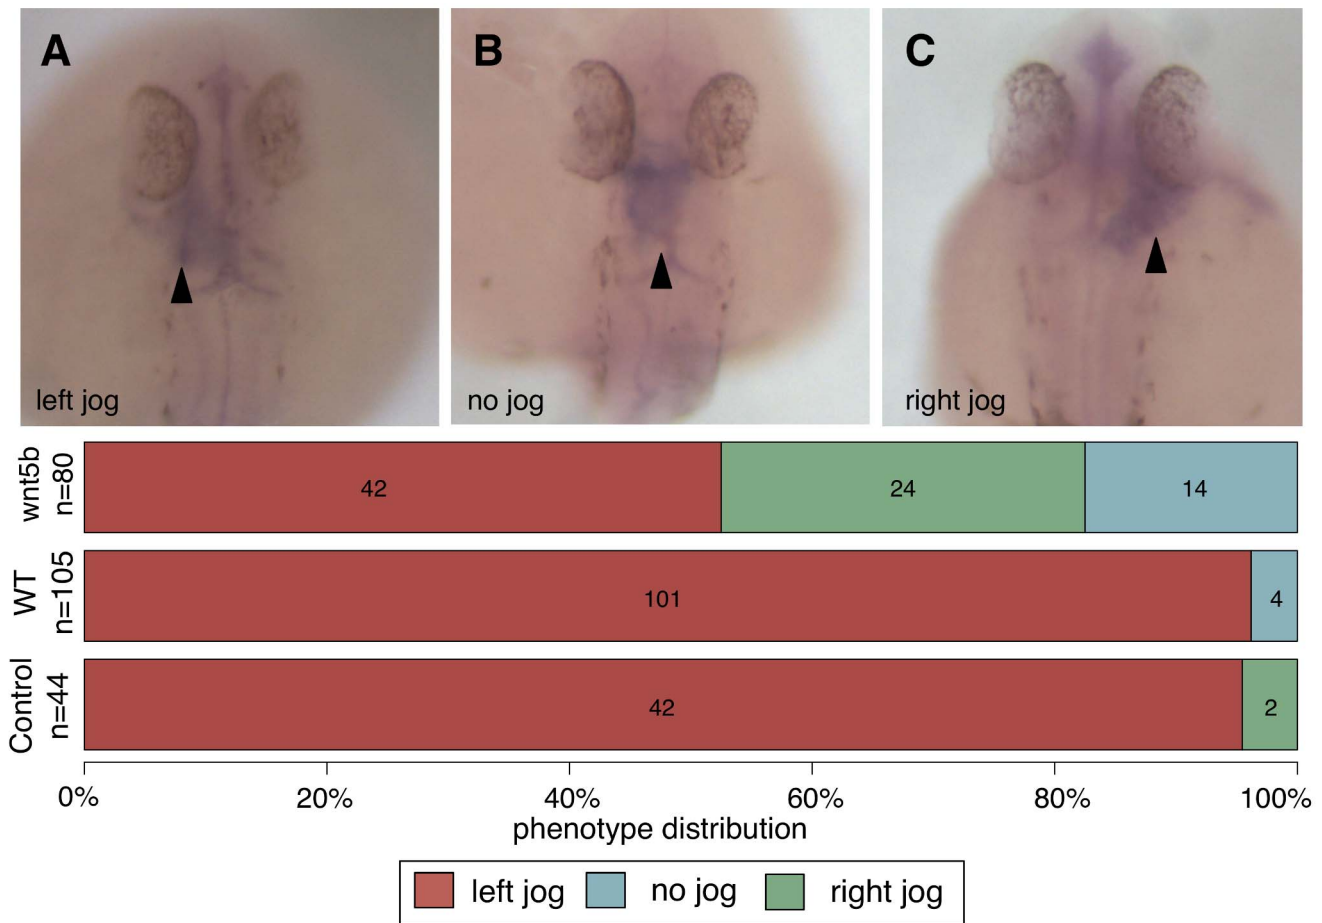 A
B
C
left jog
no jog
right jog
wnt5b
n=80
42
24
14
WT
n=105
101
4
Control
n=44
42
2
0%
20%
40%
60%
80%
100%
phenotype distribution
left jog
no jog
right jog